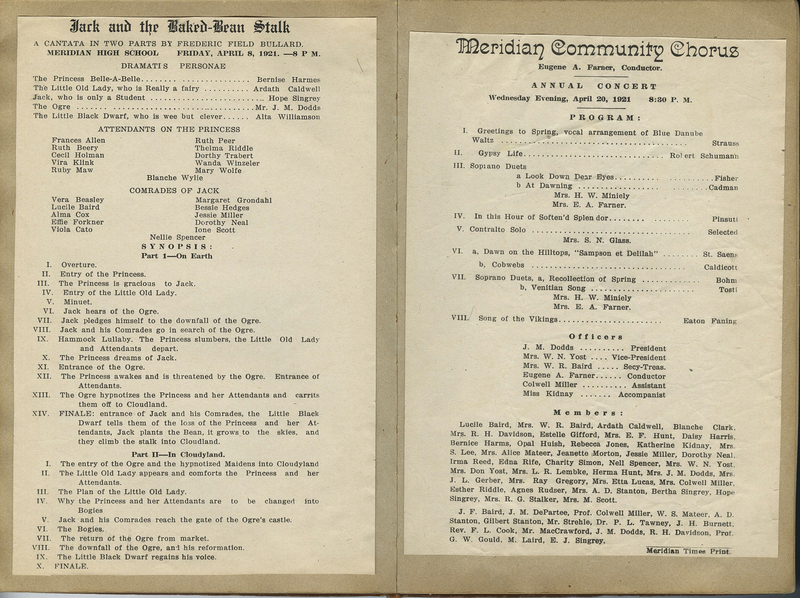 Jack and the Baked-Bean Stalk
A CANTATA IN TWO PARTS BY FREDERIC FIELD BULLARD.
MERIDIAN HIGH SCHOOL FRIDAY, APRIL 8, 1921. —8 P M.
DRAMATIS PERSONAE
The Princess Belle-A-Belle........................... Bernise Harmes
The Little Old Lady, who is Really a fairy ........... Ardath Caldwell
Jack, who is only a Student .......................... Hope Singrey
The Ogre ....... .................................. Mr. J. M. Dodds
The Little Black Dwarf, who is wee but clever...... Alta Williamson
ATTENDANTS ON THE PRINCESS
Frances Allen Ruth Peer
Ruth Beery Thelma Riddle
Cecil Holman Dorthy Trabert
Vira Klink Wanda Winzeler
Ruby Maw Mary Wolfe
Blanche Wylie
COMRADES OF JACK
Vera Beasley Margaret Grondahl
Lucile Baird Bessie Hedges
Alma Cox Jessie Miller
Effie Forkner Dorothy Neal
Viola Cato Ione Scott
Nellie Spencer
SYNOPSIS:
Part 1—On Earth
I. Overture.
II. Entry of the Princess.
III. The Princess is gracious to Jack.
IV. Entry of the Little Old Lady.
V. Minuet.
VI. Jack hears of the Ogre.
VII. Jack pledges himself to the downfall of the Ogre.
VIII. Jack and his Comrades go in search of the Ogre.
IX. Hammock Lullaby. The Princess slumbers, the Little Old Lady
and Attendants depart.
X. The Princess dreams of Jack.
XI. Entrance of the Ogre.
XII. The Princess awakes and is threatened by the Ogre. Entrance of
Attendants.
XIII. The Ogre hypnotizes the Princess and her Attendants and carrits
them off to Cloudland.
XIV. FINALE: entrance of Jack and his Comrades, the Little Black
Dwarf tells them of the loss of the Princess and her At-
tendants, Jack plants the Bean, it grows to the skies, and
they climb the stalk into Cloudland.
Part II—In Cloudyland.
I. The entry of the Ogre and the hypnotized Maidens into Cloudyland
II. The Little Old Lady appears and comforts the Princess and her
Attendants.
III. The Plan of the Little Old Lady.
IV. Why the Princess and her Attendants are to be changed into
Bogies
V. Jack and his Comrades reach the gate of the Ogre's castle.
VI. The Bogies.
VII. The return of the Ogre from market.
VIII. The downfall of the Ogre, and his reformation.
IX. The Little Black Dwarf regains his voice.
X. FINALE.
Meridian Community Chorus
Eugene A. Farner, Conductor.
ANNUAL CONCERT
Wednesday Evening, April 20, 1921 8:30 P. M.
PROGRAM:
I. Greetings to Spring, vocal arrangement of Blue Danube
Waltz ........................................ Strauss
II. Gypsy Life.............................. Robert Schumann
III. Soprano Duets
a Look Down Dear Eyes......................Fisher
b At Dawning .......................... Cadman
Mrs. H. W. Miniely
Mrs. E. A. Farner.
IV. In this Hour of Soften'd Splendor......... Pinsuti
V. Contralto Solo ............................ Selected
Mrs. S. N. Glass.
VI. a, Dawn on the Hilltops, "Sampson et Delilah" ....... St. Saens
b, Cobwebs ............................... Caldicott
VII. Soprano Duets, a, Recollection of Spring ............ Bohm
b, Venitian Song ..................... Tosti
Mrs. H. W. Miniely
Mrs. E. A. Farner.
VIII. Song of the Vikings....................... Eaton Faning
Officers
J. M. Dodds .......... President
Mrs. W. N. Yost .... Vice-President
Mrs. W. R. Baird ..... Secy-Treas.
Eugene A. Farner...... Conductor
Colwell Miller .......... Assistant
Miss Kidnay ....... Accompanist
Members:
Lucile Baird, Mrs. W. R. Baird, Ardath Caldwell, Blanche Clark,
Mrs. R. H. Davidson, Estelle Gifford, Mrs. E. F. Hunt, Daisy Harris,
Bernice Harms, Opal Huish, Rebecca Jones, Katherine Kidnay, Mrs.
S. Lee, Mrs. Alice Mateer, Jeanette Morton, Jessie Miller, Dorothy Neal,
Irma Reed, Edna Rife, Charity Simon, Nell Spencer, Mrs. W. N. Yost,
Mrs. Don Yost, Mrs. L. R. Lembke, Herma Hunt, Mrs. J. M. Dodds, Mrs.
J. L. Gerber, Mrs. Ray Gregory, Mrs. Etta Lucas, Mrs. Colwell Miller,
Esther Riddle, Agnes Rudser, Mrs. A. D. Stanton, Bertha Singrey, Hope
Singrey, Mrs. R. G. Stalker, Mrs. M. Scott.
J. F. Baird, J. M. DePartee, Prof. Colwell Miller, W. S. Mateer, A. D.
Stanton, Gilbert Stanton, Mr. Strehle, Dr. P. L. Tawney, J. H. Burnett,
Rev. F. L. Cook, Mr. MacCrawford, J. M. Dodds, R. H. Davidson, Prof.
G. W. Gould, M. Laird, E. J. Singrey.
Meridian Times Print.